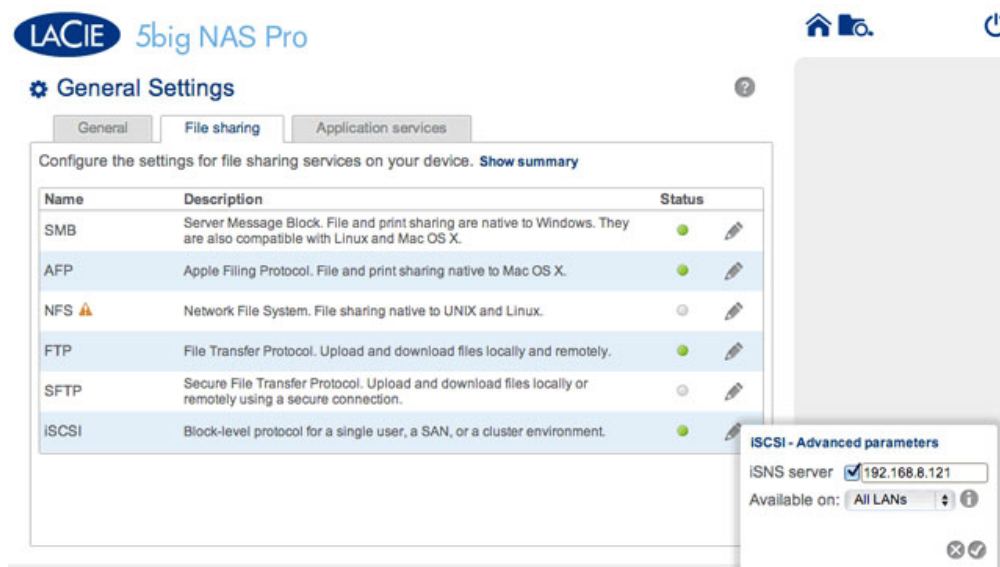 LACIE 5big NAS Pro
General Settings
General File sharing Application services
Configure the settings for file sharing services on your device. Show summary
Name Description Status
SMB Server Message Block. File and print sharing are native to Windows. They
are also compatible with Linux and Mac OS X.
AFP Apple Filing Protocol. File and print sharing native to Mac OS X.
NFS Network File System. File sharing native to UNIX and Linux.
FTP File Transfer Protocol. Upload and download files locally and remotely.
SFTP Secure File Transfer Protocol. Upload and download files locally or
remotely using a secure connection.
iSCSI Block-level protocol for a single user, a SAN, or a cluster environment.
iSCSI - Advanced parameters
iSNS server 192.168.8.121
Available on: All LANs